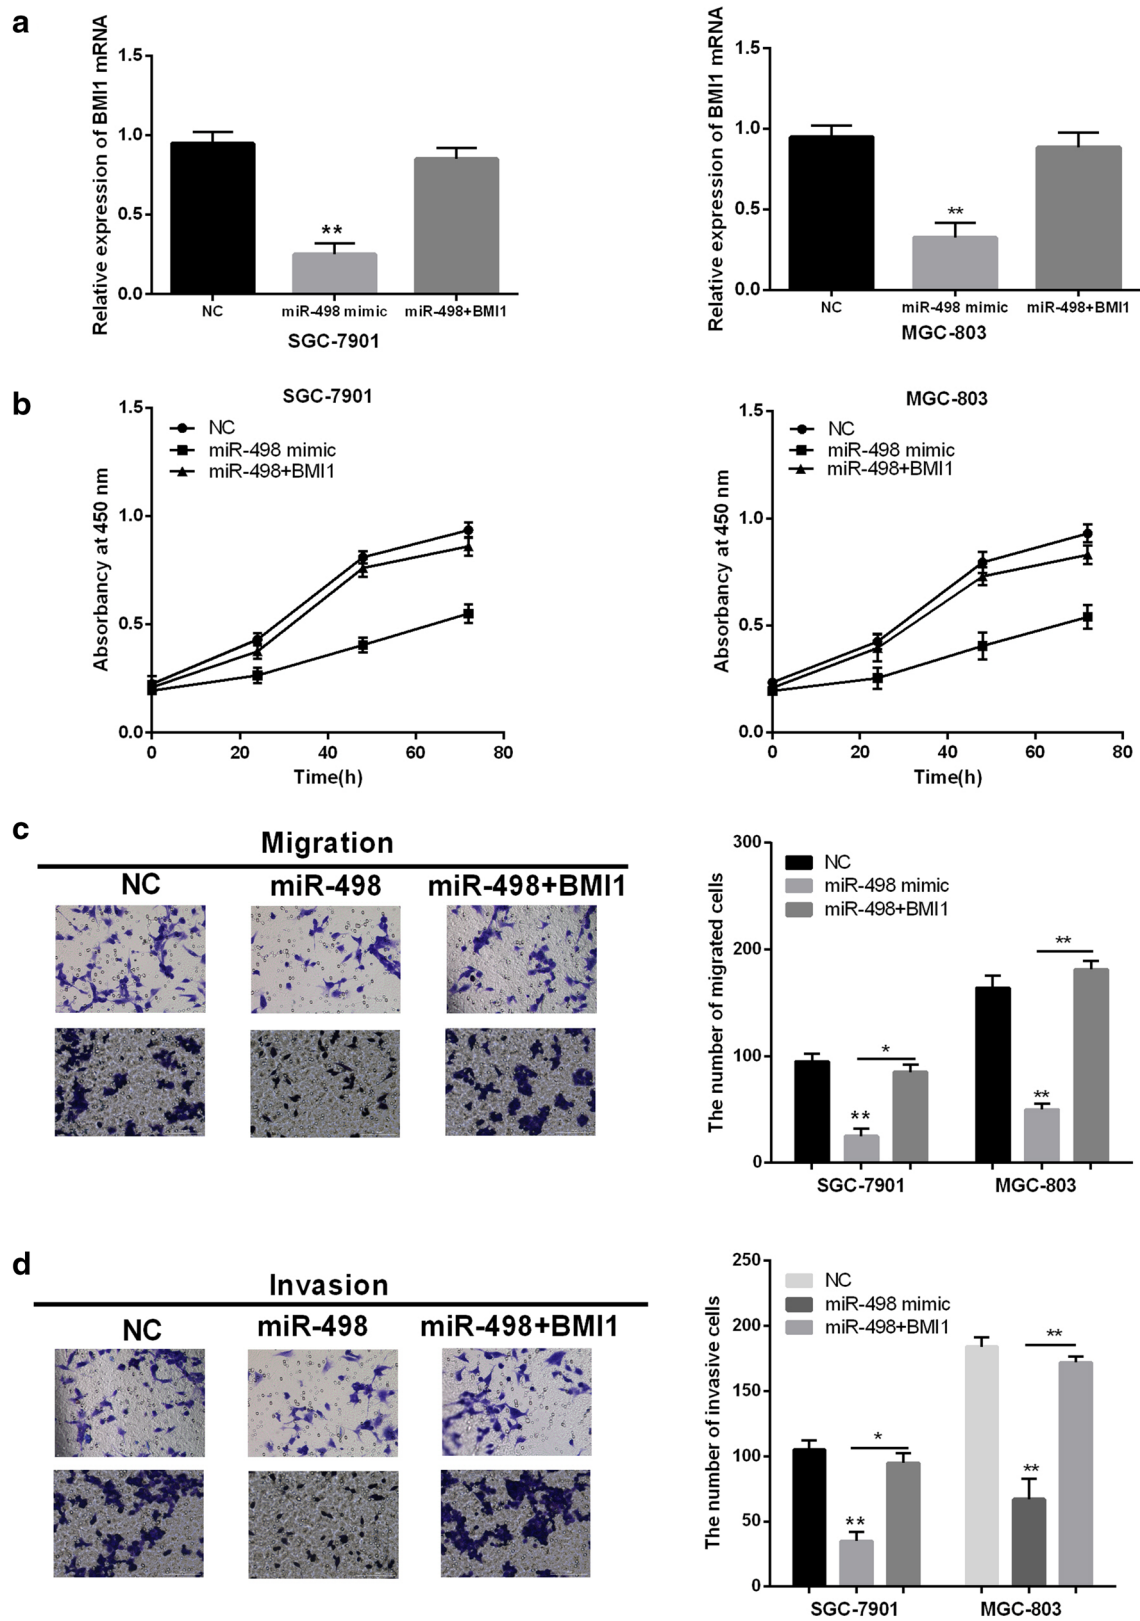 a
Relative expression of BMI1 mRNA
1.5
1.0
0.5
0.0
**
NC
miR-498 mimic
miR-498+BMI1
SGC-7901
Relative expression of BMI1 mRNA
1.5
1.0
0.5
0.0
**
NC
miR-498 mimic
miR-498+BMI1
MGC-803
b
SGC-7901
Absorbancy at 450 nm
1.5
1.0
0.5
0.0
NC
miR-498 mimic
miR-498+BMI1
0 20 40 60 80
Time(h)
MGC-803
Absorbancy at 450 nm
1.5
1.0
0.5
0.0
NC
miR-498 mimic
miR-498+BMI1
0 20 40 60 80
Time(h)
c
Migration
NC miR-498 miR-498+BMI1
The number of migrated cells
300
200
100
0
NC
miR-498 mimic
miR-498+BMI1
**
*
**
**
SGC-7901 MGC-803
d
Invasion
NC miR-498 miR-498+BMI1
The number of invasive cells
250
200
150
100
50
0
NC
miR-498 mimic
miR-498+BMI1
**
*
**
**
SGC-7901 MGC-803